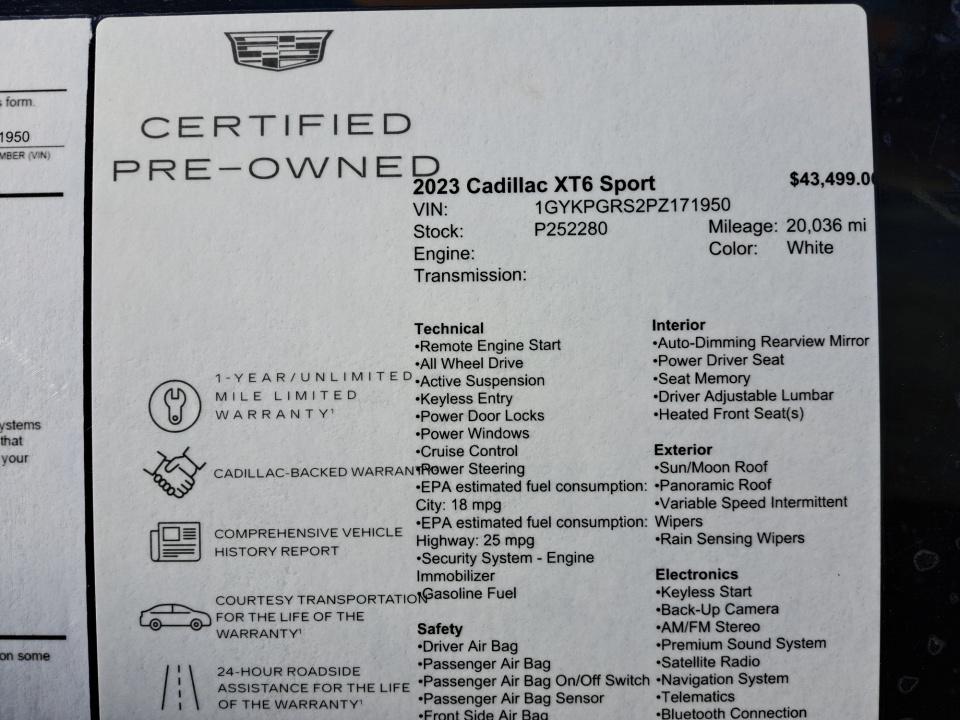 s form.
1950
MBER (VIN)
ystems
that
your
on some
CERTIFIED
PRE-OWNED
2023 Cadillac XT6 Sport
$43,499.0
VIN: 1GYKPGRS2PZ171950
Stock: P252280
Mileage: 20,036 mi
Engine:
Color: White
Transmission:
1-YEAR/UNLIMITED
MILE LIMITED
WARRANTY¹
CADILLAC-BACKED WARRAN
COMPREHENSIVE VEHICLE
HISTORY REPORT
COURTESY TRANSPORTATION
FOR THE LIFE OF THE
WARRANTY¹
24-HOUR ROADSIDE
ASSISTANCE FOR THE LIFE
OF THE WARRANTY¹
Technical
•Remote Engine Start
•All Wheel Drive
•Active Suspension
•Keyless Entry
•Power Door Locks
•Power Windows
•Cruise Control
•Power Steering
•EPA estimated fuel consumption:
City: 18 mpg
•EPA estimated fuel consumption:
Highway: 25 mpg
•Security System - Engine
Immobilizer
•Gasoline Fuel
Safety
•Driver Air Bag
•Passenger Air Bag
•Passenger Air Bag On/Off Switch
•Passenger Air Bag Sensor
•Front Side Air Bag
Interior
•Auto-Dimming Rearview Mirror
•Power Driver Seat
•Seat Memory
•Driver Adjustable Lumbar
•Heated Front Seat(s)
Exterior
•Sun/Moon Roof
•Panoramic Roof
•Variable Speed Intermittent
Wipers
•Rain Sensing Wipers
Electronics
•Keyless Start
•Back-Up Camera
•AM/FM Stereo
•Premium Sound System
•Satellite Radio
•Navigation System
•Telematics
•Bluetooth Connection